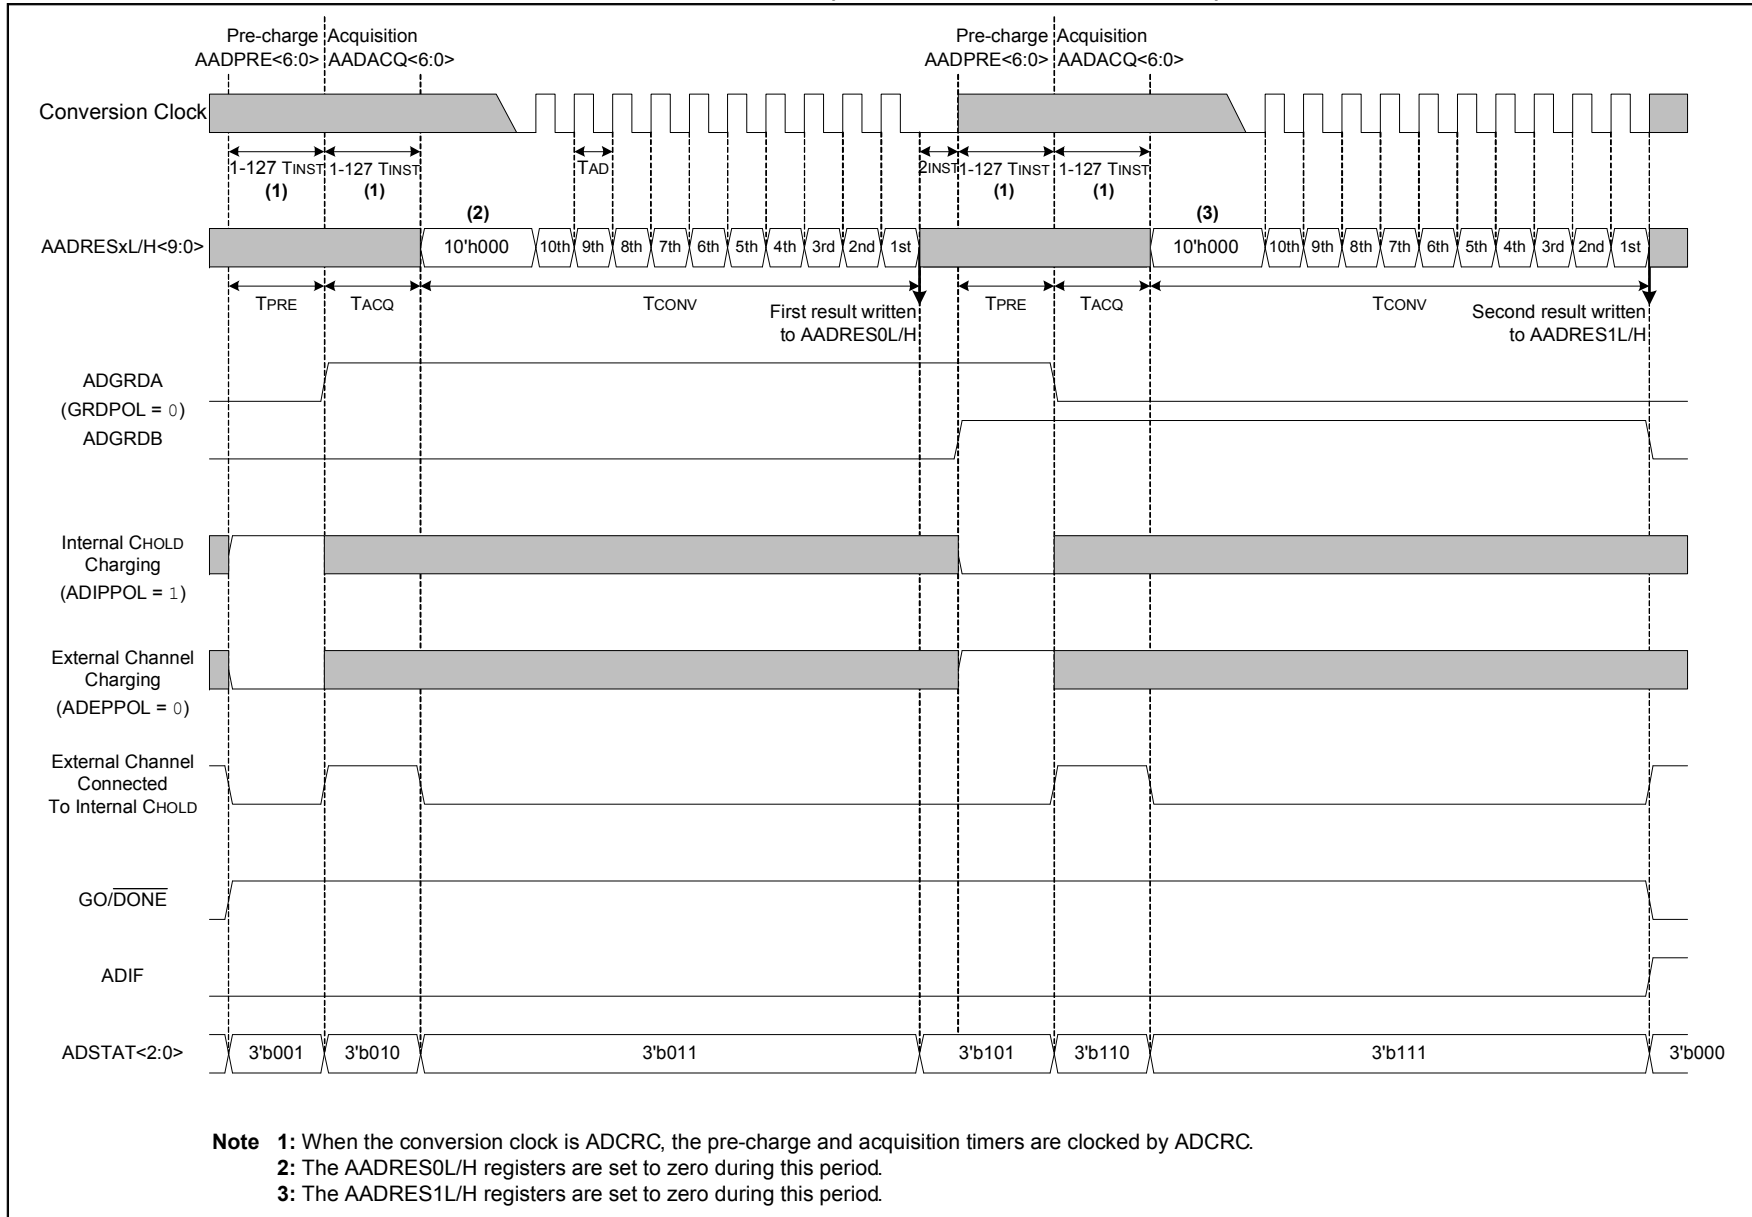 Pre-charge Acquisition Pre-charge Acquisition
AADPRE<6:0> AADACQ<6:0> AADPRE<6:0> AADACQ<6:0>
Conversion Clock
1-127 TINST 1-127 TINST TAD 2INST 1-127 TINST 1-127 TINST
(1) (1) (1) (1)
(2) (3)
AADRESxL/H<9:0> 10'h000 10th 9th 8th 7th 6th 5th 4th 3rd 2nd 1st 10'h000 10th 9th 8th 7th 6th 5th 4th 3rd 2nd 1st
TPRE TACQ TCONV TPRE TACQ TCONV
First result written Second result written
to AADRES0L/H to AADRES1L/H
ADGRDA
(GRDPOL = 0)
ADGRDB
Internal CHOLD
Charging
(ADIPPOL = 1)
External Channel
Charging
(ADEPPOL = 0)
External Channel
Connected
To Internal CHOLD
GO/DONE
ADIF
ADSTAT<2:0> 3'b001 3'b010 3'b011 3'b101 3'b110 3'b111 3'b000
Note 1: When the conversion clock is ADCRC, the pre-charge and acquisition timers are clocked by ADCRC.
2: The AADRES0L/H registers are set to zero during this period.
3: The AADRES1L/H registers are set to zero during this period.